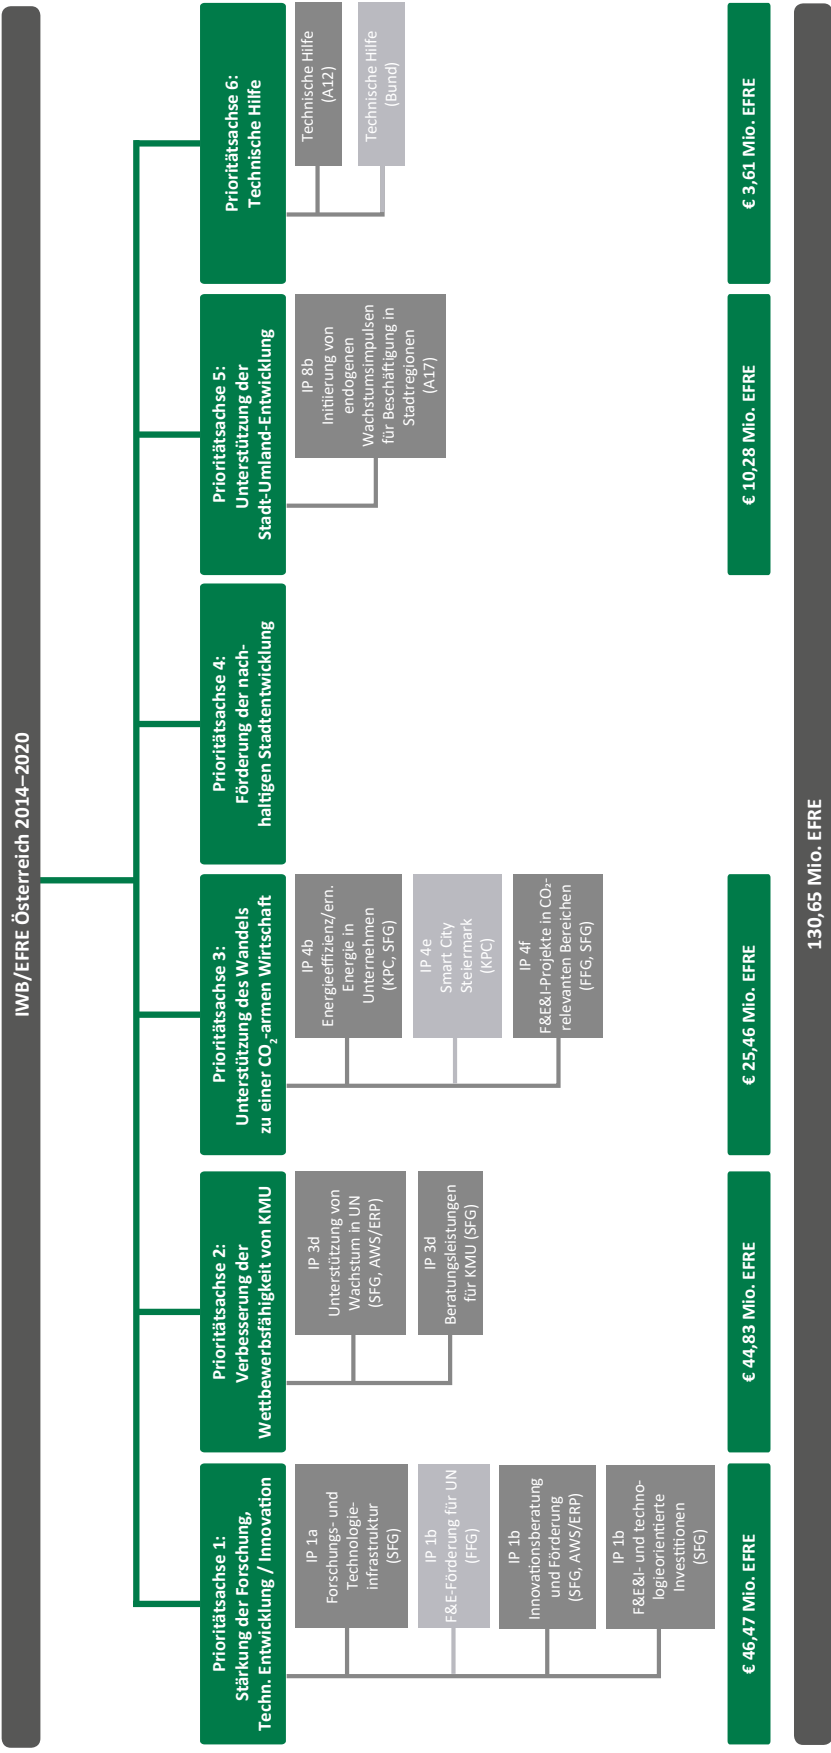 IWB/EFRE Österreich 2014–2020
Prioritätsachse 1:
Stärkung der Forschung,
Techn. Entwicklung / Innovation
IP 1a
Forschungs- und
Technologie-
infrastruktur
(SFG)
IP 1b
F&E-Förderung für UN
(FFG)
IP 1b
Innovationsberatung
und Förderung
(SFG, AWS/ERP)
IP 1b
F&E&I- und techno-
logieorientierte
Investitionen
(SFG)
€ 46,47 Mio. EFRE
Prioritätsachse 2:
Verbesserung der
Wettbewerbsfähigkeit von KMU
IP 3d
Unterstützung von
Wachstum in UN
(SFG, AWS/ERP)
IP 3d
Beratungsleistungen
für KMU (SFG)
€ 44,83 Mio. EFRE
Prioritätsachse 3:
Unterstützung des Wandels
zu einer CO₂-armen Wirtschaft
IP 4b
Energieeffizienz/ern.
Energie in
Unternehmen
(KPC, SFG)
IP 4e
Smart City
Steiermark
(KPC)
IP 4f
F&E&I-Projekte in CO₂-
relevanten Bereichen
(FFG, SFG)
€ 25,46 Mio. EFRE
Prioritätsachse 4:
Förderung der nach-
haltigen Stadtentwicklung
Prioritätsachse 5:
Unterstützung der
Stadt-Umland-Entwicklung
IP 8b
Initiierung von
endogenen
Wachstumsimpulsen
für Beschäftigung in
Stadtregionen
(A17)
€ 10,28 Mio. EFRE
Prioritätsachse 6:
Technische Hilfe
Technische Hilfe
(A12)
Technische Hilfe
(Bund)
€ 3,61 Mio. EFRE
130,65 Mio. EFRE